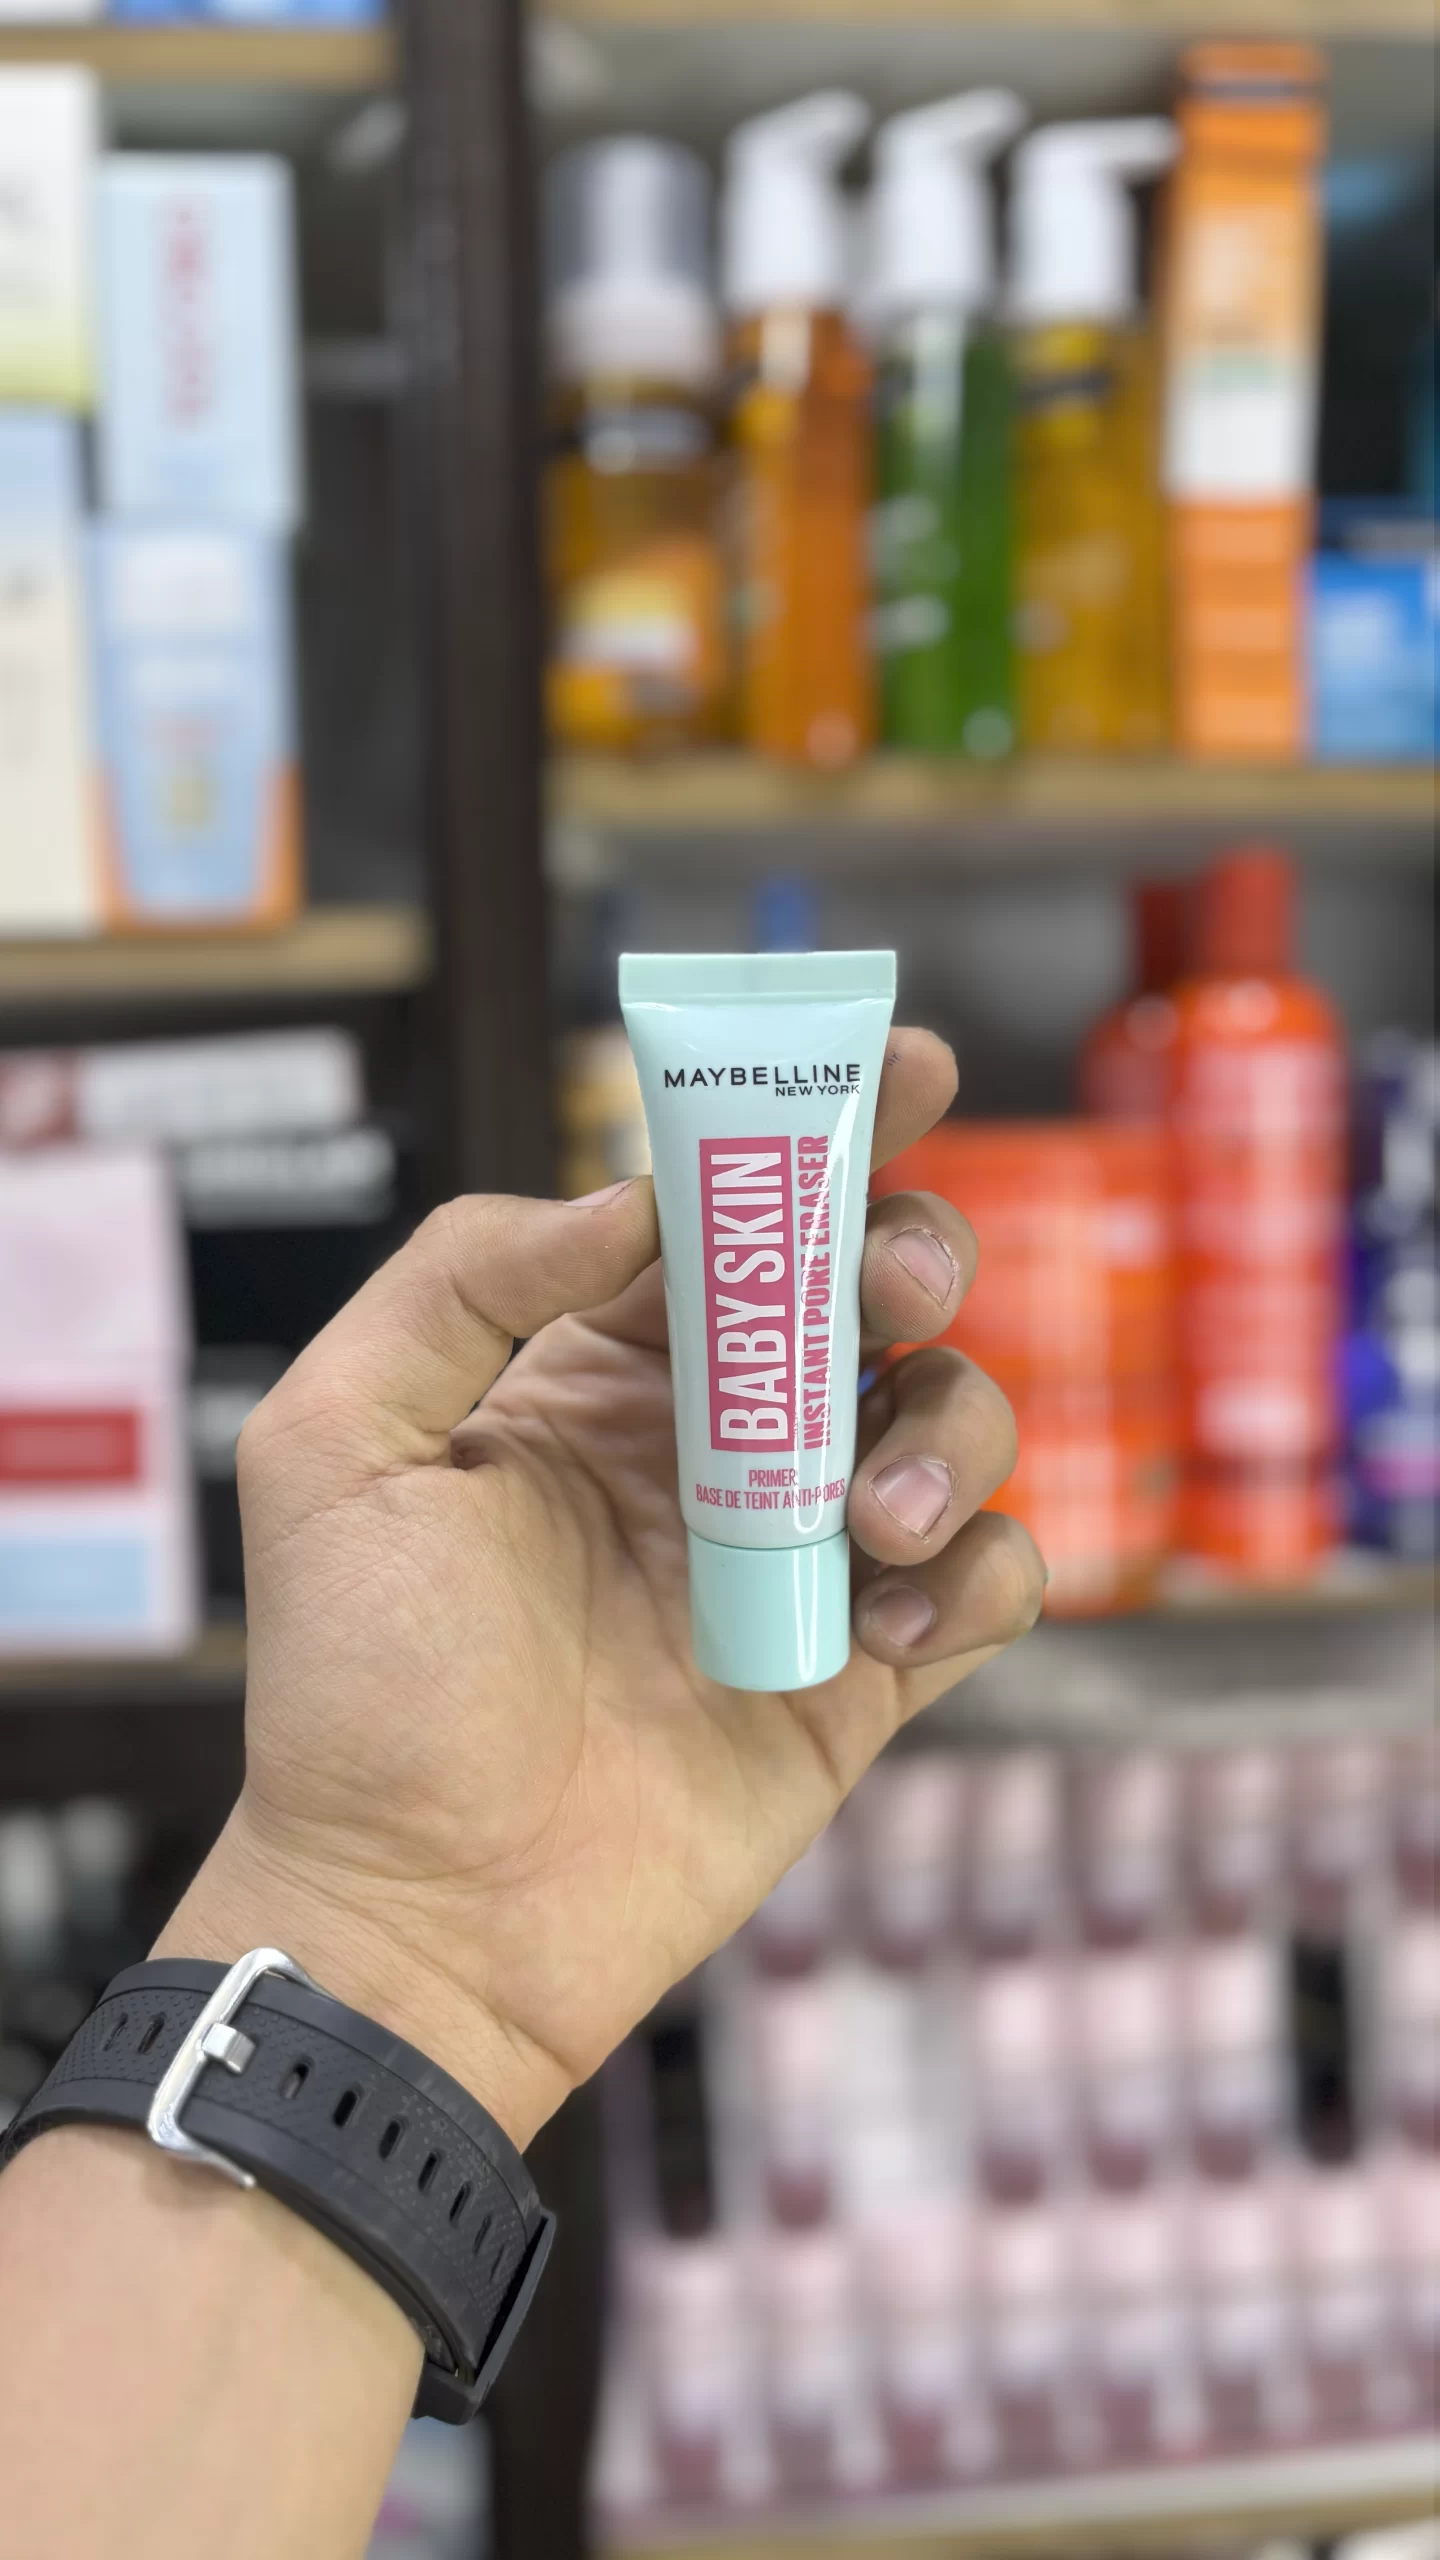 MAYBELLINE
NEW YORK
BABY SKIN
INSTANT PORE ERASER
PRIMER
BASE DE TEINT ANTI-PORES